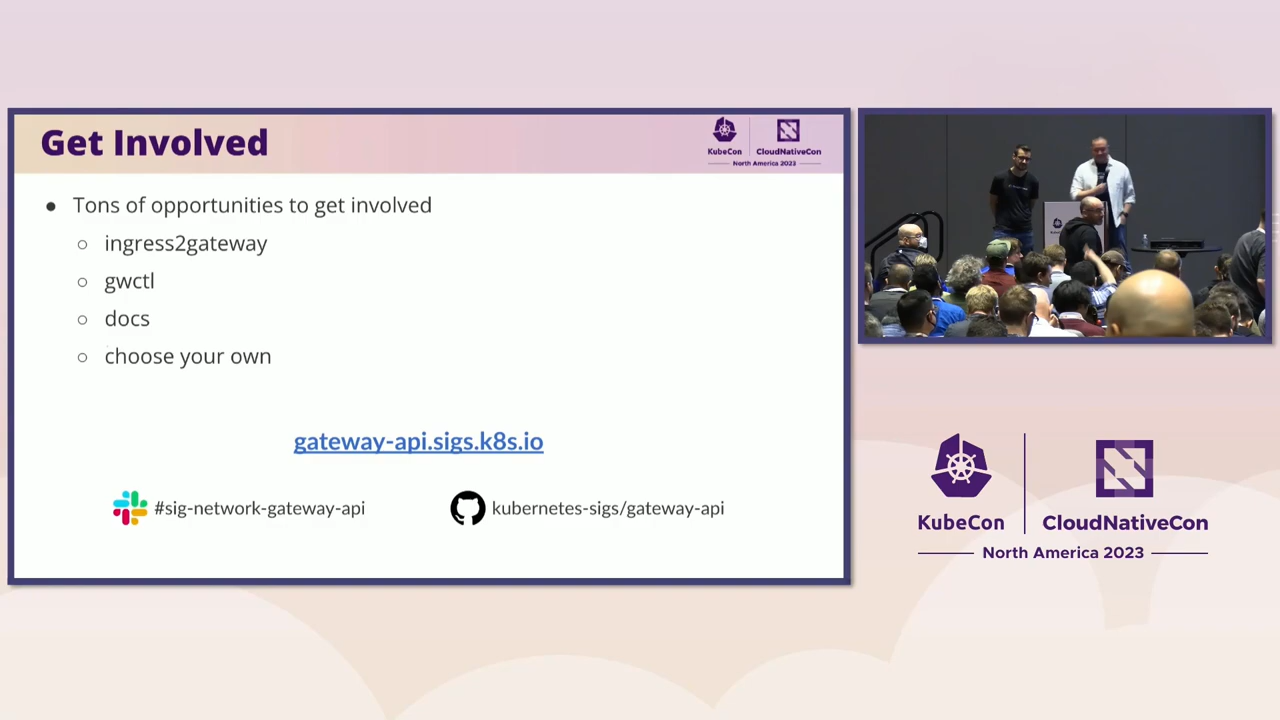 Get Involved
KubeCon
CloudNativeCon
North America 2023
● Tons of opportunities to get involved
○ ingress2gateway
○ gwctl
○ docs
○ choose your own
gateway-api.sigs.k8s.io
#sig-network-gateway-api
kubernetes-sigs/gateway-api
KubeCon
CloudNativeCon
North America 2023